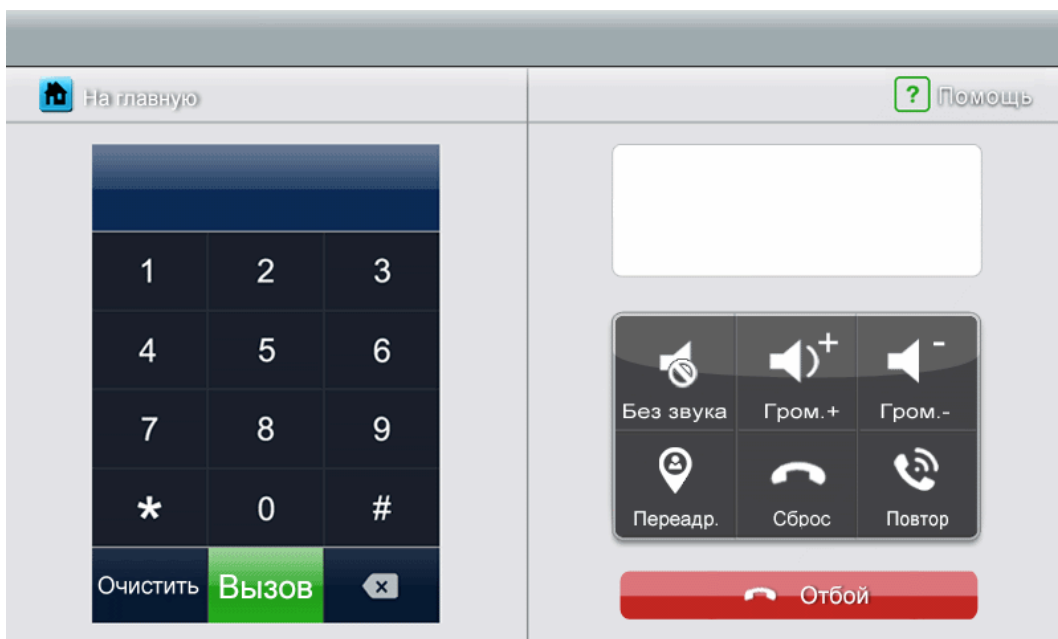 На главную
? Помощь
1 2 3
4 5 6
7 8 9
* 0 #
Очистить Вызов
Без звука Гром.+ Гром.-
Переадр. Сброс Повтор
Отбой